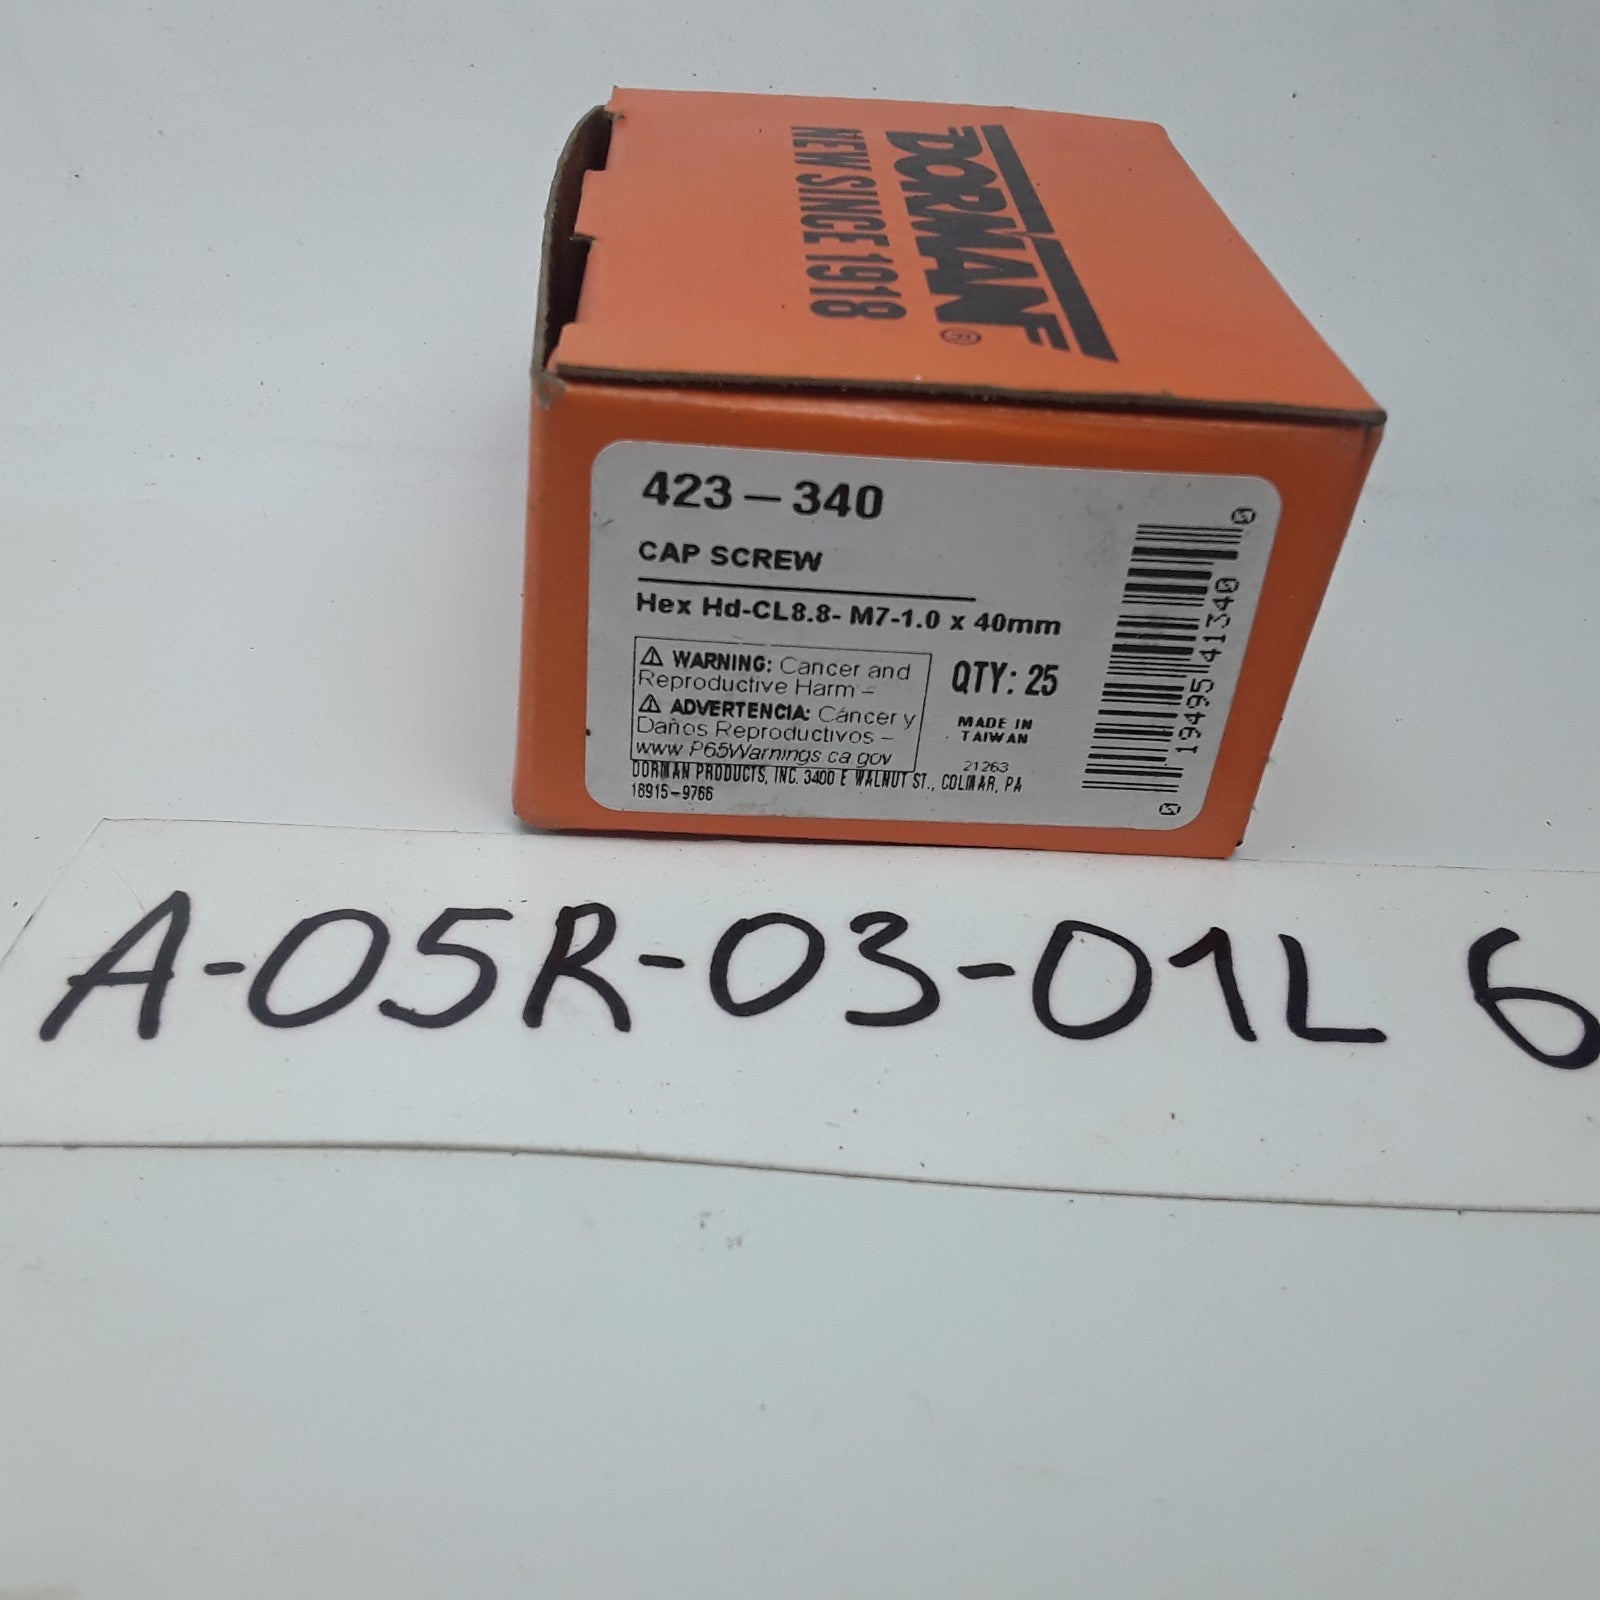 DORMAN®
NEW SINCE 1918
423-340
CAP SCREW
Hex Hd-CL8.8- M7-1.0 x 40mm
⚠ WARNING: Cancer and
Reproductive Harm –
⚠ ADVERTENCIA: Cáncer y
Daños Reproductivos –
www P65Warnings ca gov
QTY: 25
MADE IN
TAIWAN
21263
DORMAN PRODUCTS, INC. 3400 E WALNUT ST., COLMAR, PA
18915-9766
0 19495 41340 0
A-05R-03-01L 6